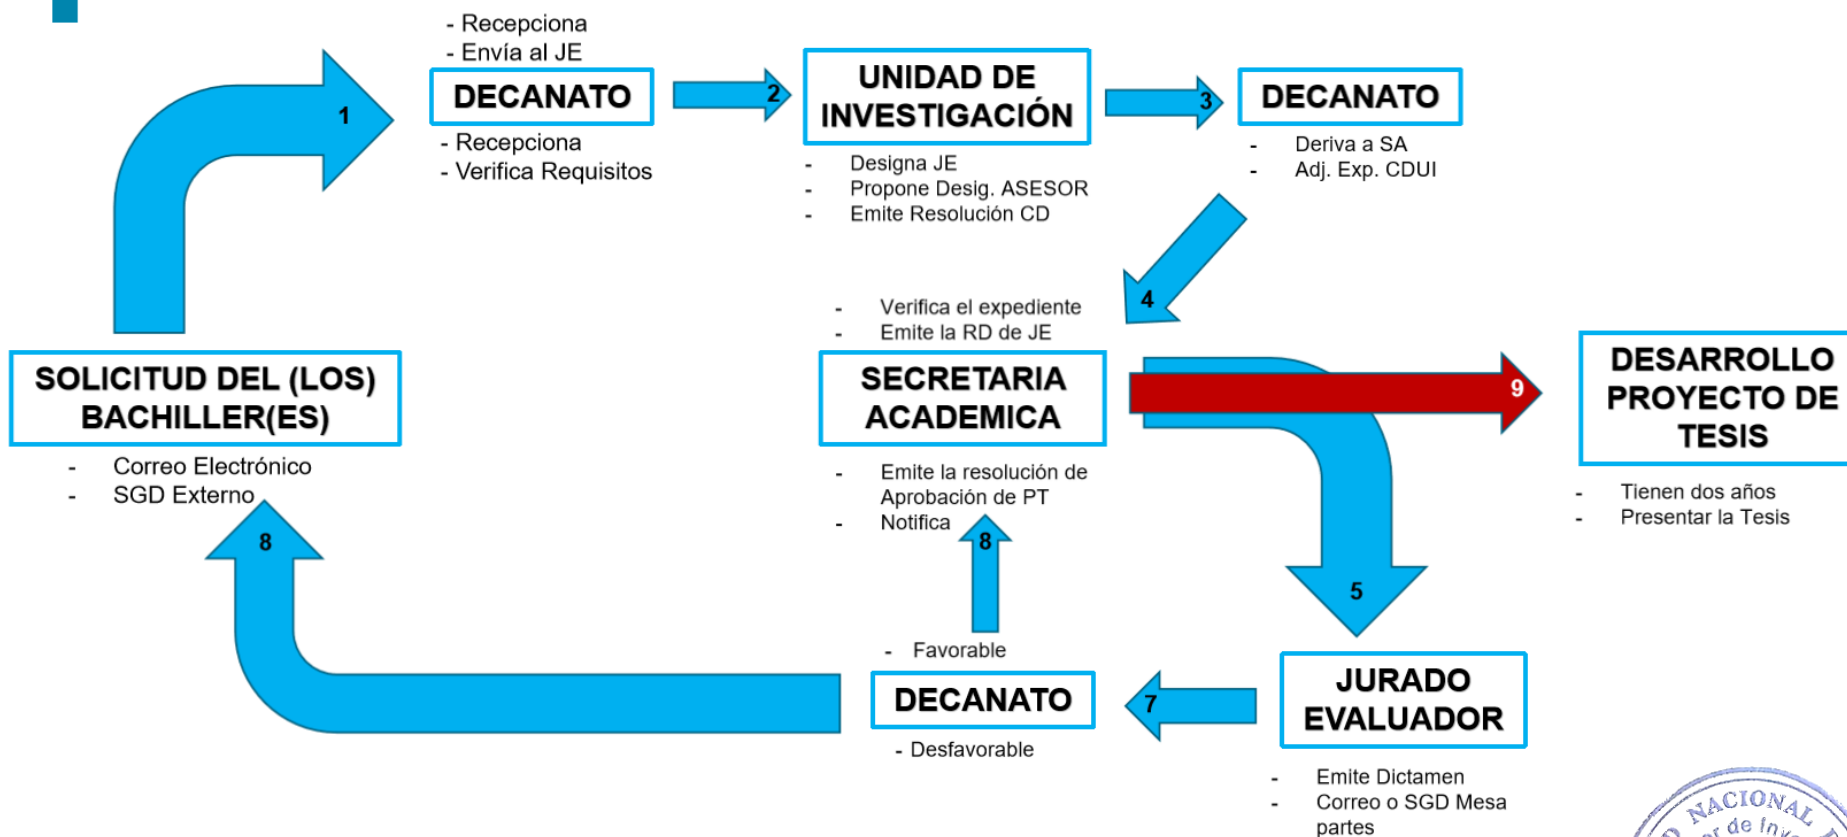 - Recepciona
- Envía al JE
DECANATO
- Recepciona
- Verifica Requisitos
1
2
UNIDAD DE
INVESTIGACIÓN
- Designa JE
- Propone Desig. ASESOR
- Emite Resolución CD
3
DECANATO
- Deriva a SA
- Adj. Exp. CDUI
4
- Verifica el expediente
- Emite la RD de JE
SECRETARIA
ACADEMICA
- Emite la resolución de
Aprobación de PT
- Notifica
9
DESARROLLO
PROYECTO DE
TESIS
- Tienen dos años
- Presentar la Tesis
SOLICITUD DEL (LOS)
BACHILLER(ES)
- Correo Electrónico
- SGD Externo
8
8
5
- Favorable
DECANATO
- Desfavorable
7
JURADO
EVALUADOR
- Emite Dictamen
- Correo o SGD Mesa
partes
NACIONAL
de